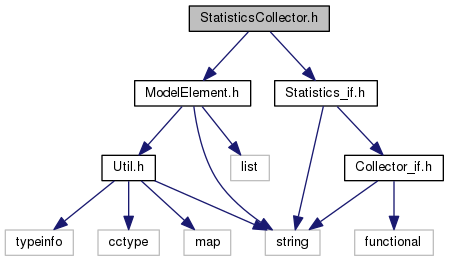 StatisticsCollector.h
ModelElement.h
Statistics_if.h
Util.h
list
Collector_if.h
typeinfo
cctype
map
string
functional